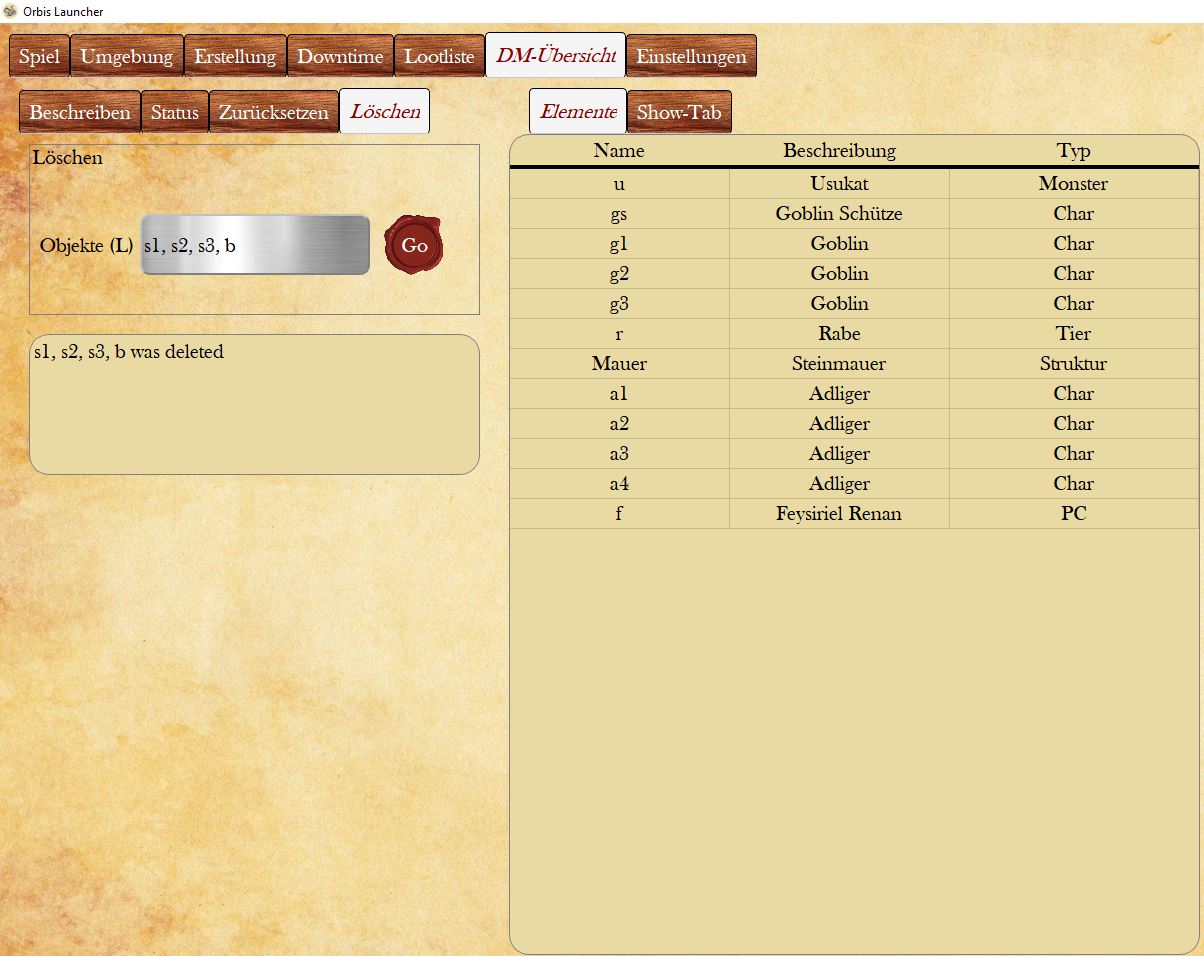 Orbis Launcher
Spiel Umgebung Erstellung Downtime Lootliste DM-Übersicht Einstellungen
Beschreiben Status Zurücksetzen Löschen
Löschen
Objekte (L) s1, s2, s3, b Go
s1, s2, s3, b was deleted
Elemente Show-Tab
Name Beschreibung Typ
u Usukat Monster
gs Goblin Schütze Char
g1 Goblin Char
g2 Goblin Char
g3 Goblin Char
r Rabe Tier
Mauer Steinmauer Struktur
a1 Adliger Char
a2 Adliger Char
a3 Adliger Char
a4 Adliger Char
f Feysiriel Renan PC